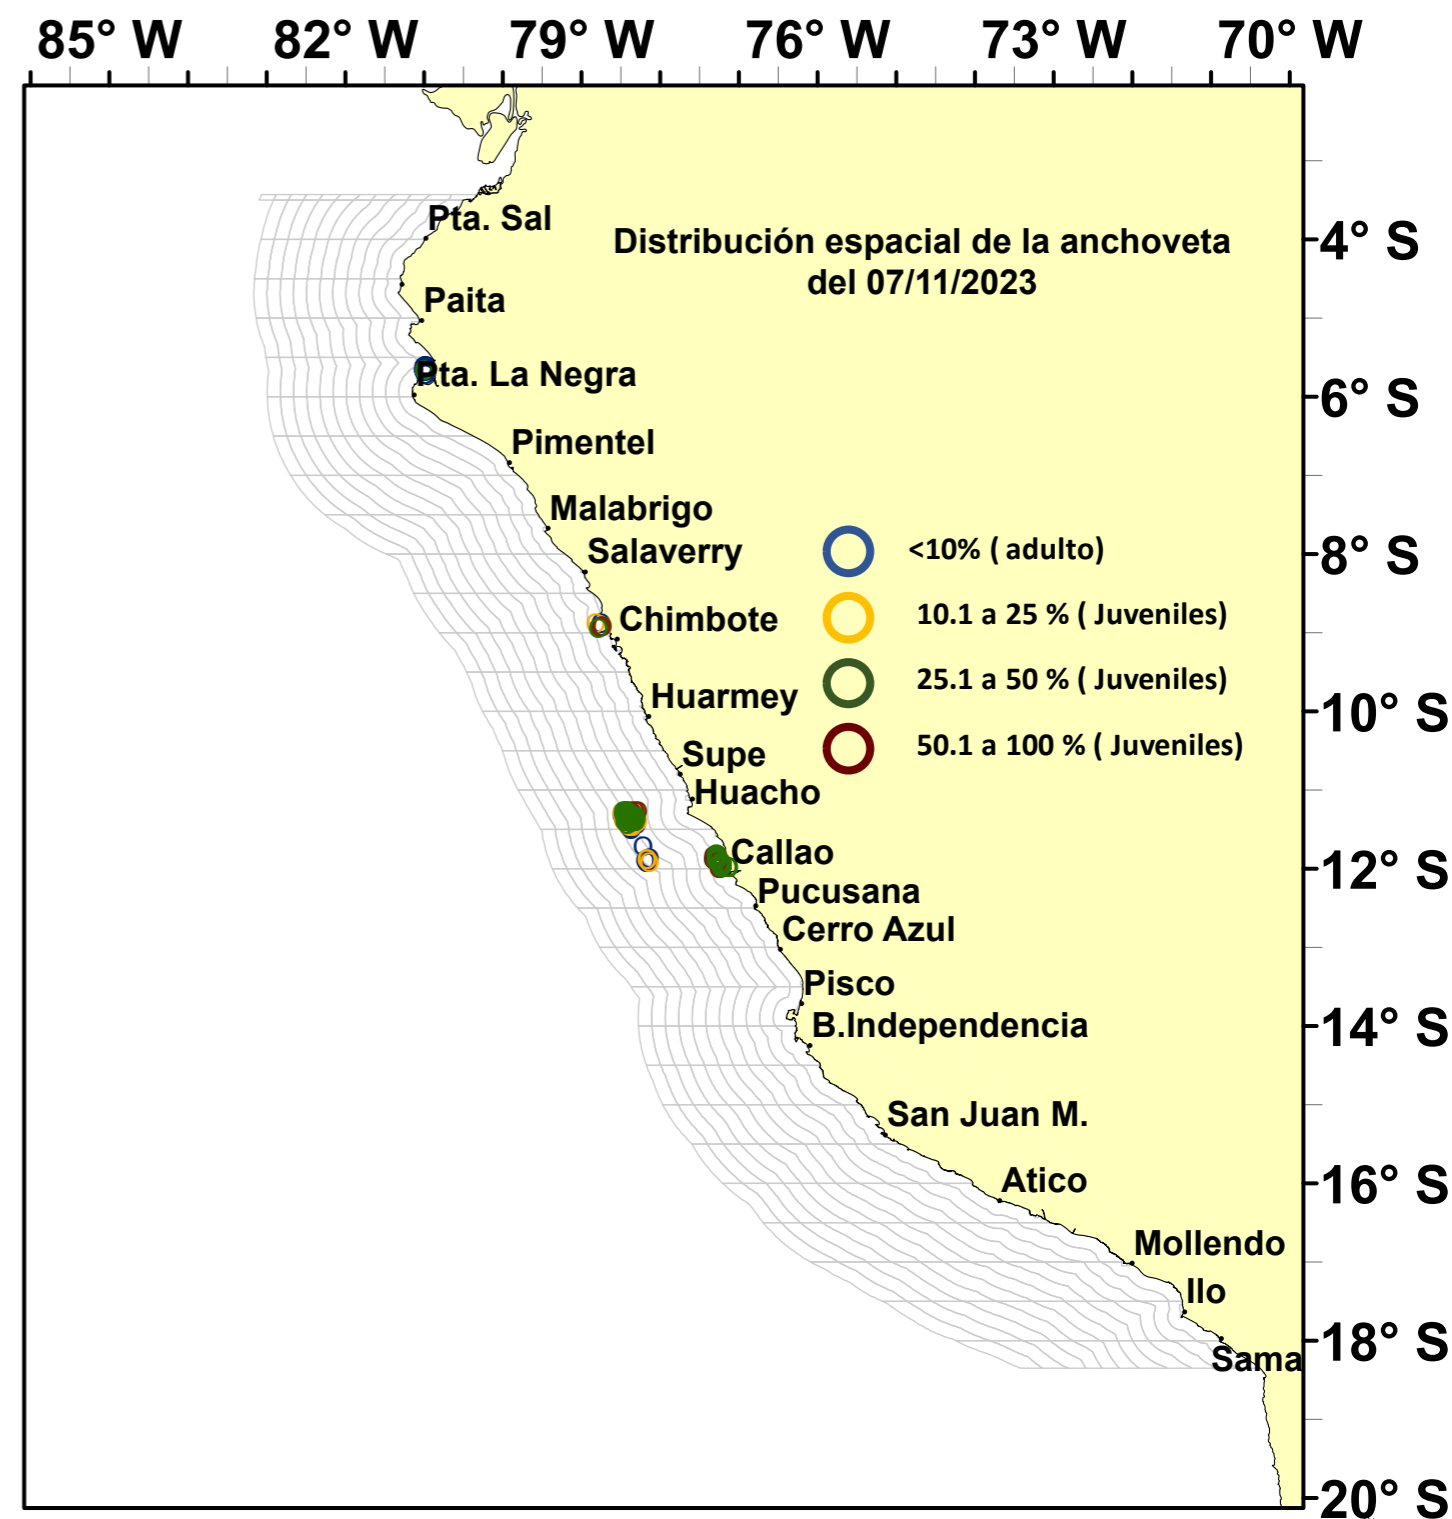 85° W 82° W 79° W 76° W 73° W 70° W
Pta. Sal
Distribución espacial de la anchoveta
del 07/11/2023
4° S
Paita
Pta. La Negra
6° S
Pimentel
Malabrigo
Salaverry
<10% ( adulto)
8° S
Chimbote
10.1 a 25 % ( Juveniles)
25.1 a 50 % ( Juveniles)
Huarmey
10° S
50.1 a 100 % ( Juveniles)
Supe
Huacho
Callao
12° S
Pucusana
Cerro Azul
Pisco
B.Independencia
14° S
San Juan M.
Atico
16° S
Mollendo
Ilo
18° S
Sama
20° S